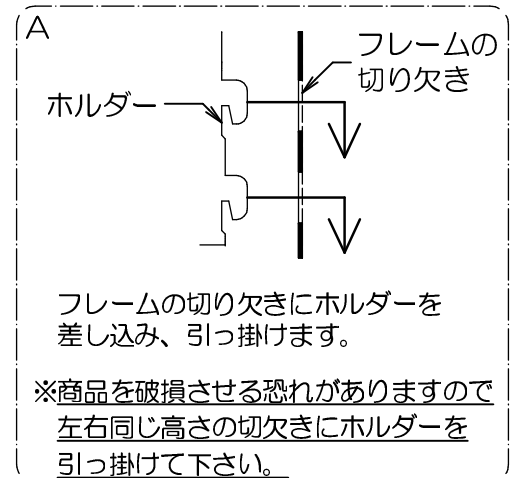 A
フレームの
切り欠き
ホルダー
フレームの切り欠きにホルダーを
差し込み、引っ掛けます。
※商品を破損させる恐れがありますので
左右同じ高さの切欠きにホルダーを
引っ掛けて下さい。